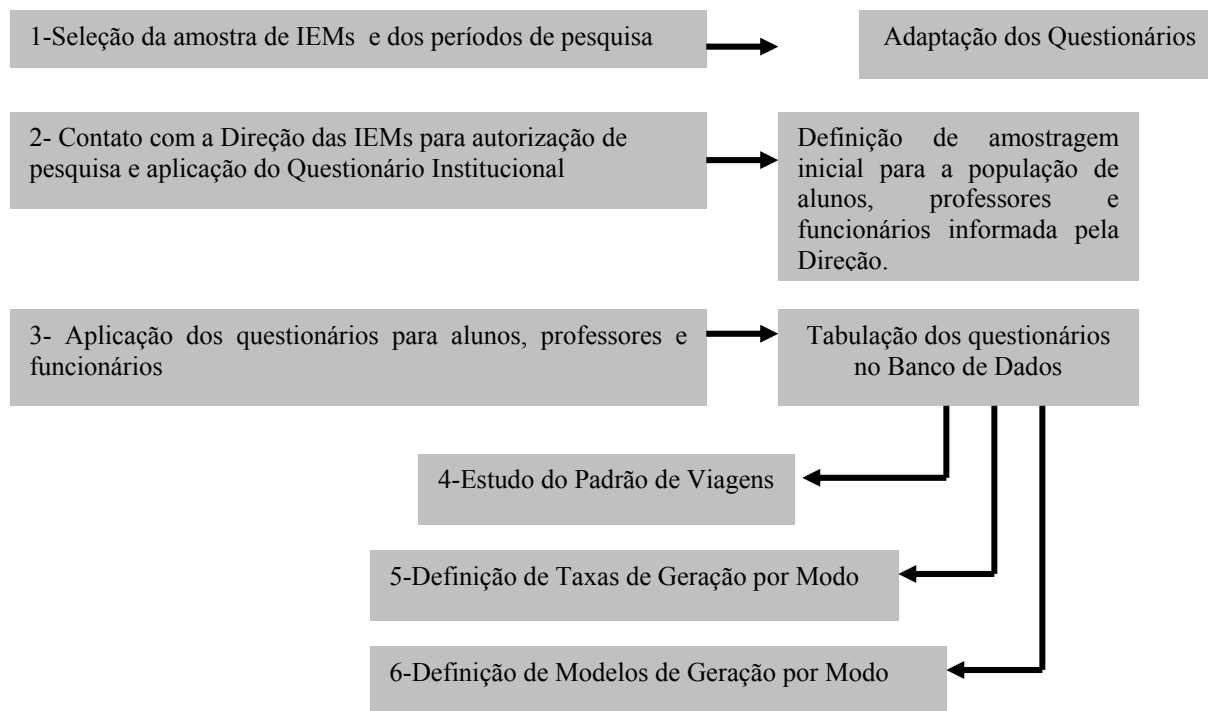 1-Seleção da amostra de IEMs e dos períodos de pesquisa
Adaptação dos Questionários
2- Contato com a Direção das IEMs para autorização de
pesquisa e aplicação do Questionário Institucional
Definição de amostragem
inicial para a população de
alunos, professores e
funcionários informada pela
Direção.
3- Aplicação dos questionários para alunos, professores e
funcionários
Tabulação dos questionários
no Banco de Dados
4-Estudo do Padrão de Viagens
5-Definição de Taxas de Geração por Modo
6-Definição de Modelos de Geração por Modo